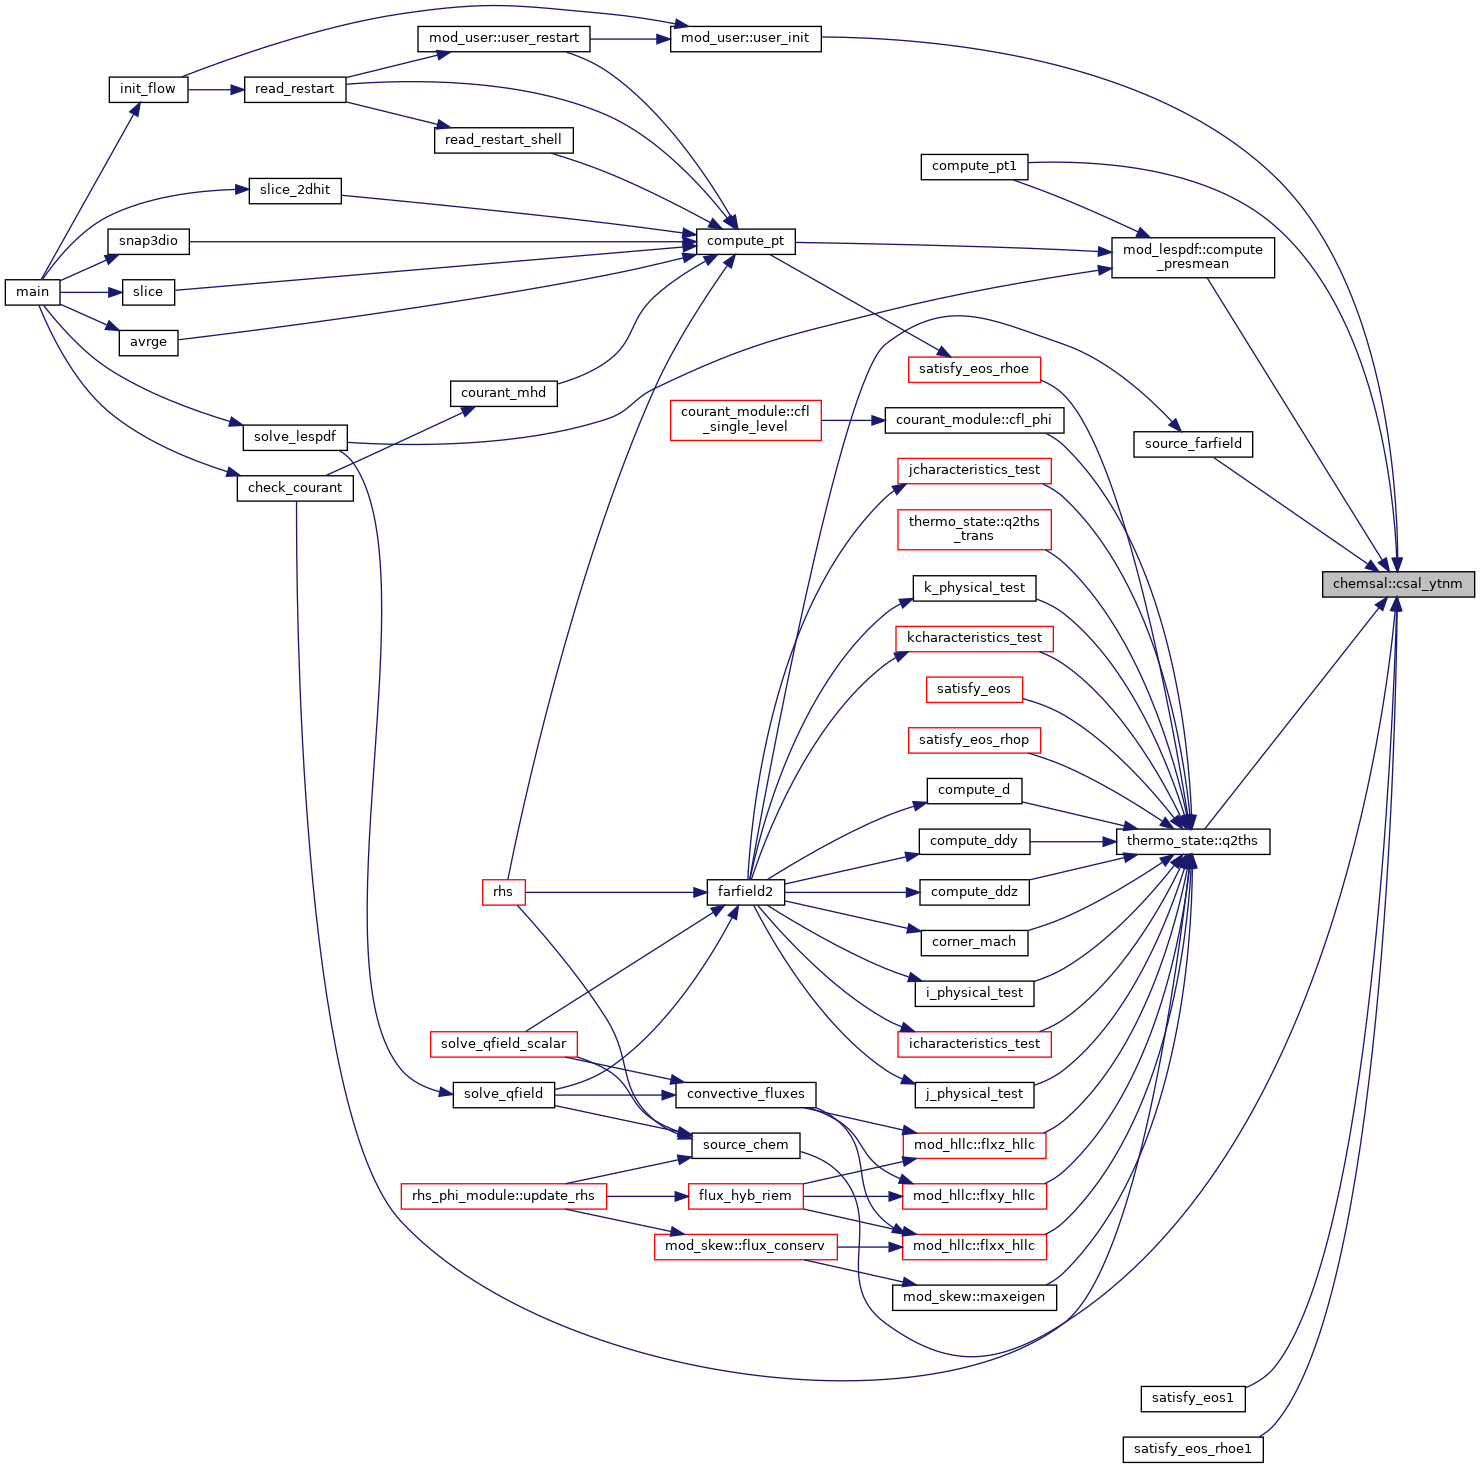 mod_user::user_restart
mod_user::user_init
init_flow
read_restart
read_restart_shell
compute_pt1
slice_2dhit
snap3dio
compute_pt
mod_lespdf::compute
_presmean
main
slice
avrge
satisfy_eos_rhoe
courant_mhd
courant_module::cfl
_single_level
courant_module::cfl_phi
solve_lespdf
source_farfield
check_courant
jcharacteristics_test
thermo_state::q2ths
_trans
chemsal::csal_ytnm
k_physical_test
kcharacteristics_test
satisfy_eos
satisfy_eos_rhop
compute_d
compute_ddy
thermo_state::q2ths
rhs
farfield2
compute_ddz
corner_mach
i_physical_test
solve_qfield_scalar
icharacteristics_test
solve_qfield
convective_fluxes
j_physical_test
source_chem
mod_hllc::flxz_hllc
rhs_phi_module::update_rhs
flux_hyb_riem
mod_hllc::flxy_hllc
mod_skew::flux_conserv
mod_hllc::flxx_hllc
mod_skew::maxeigen
satisfy_eos1
satisfy_eos_rhoe1